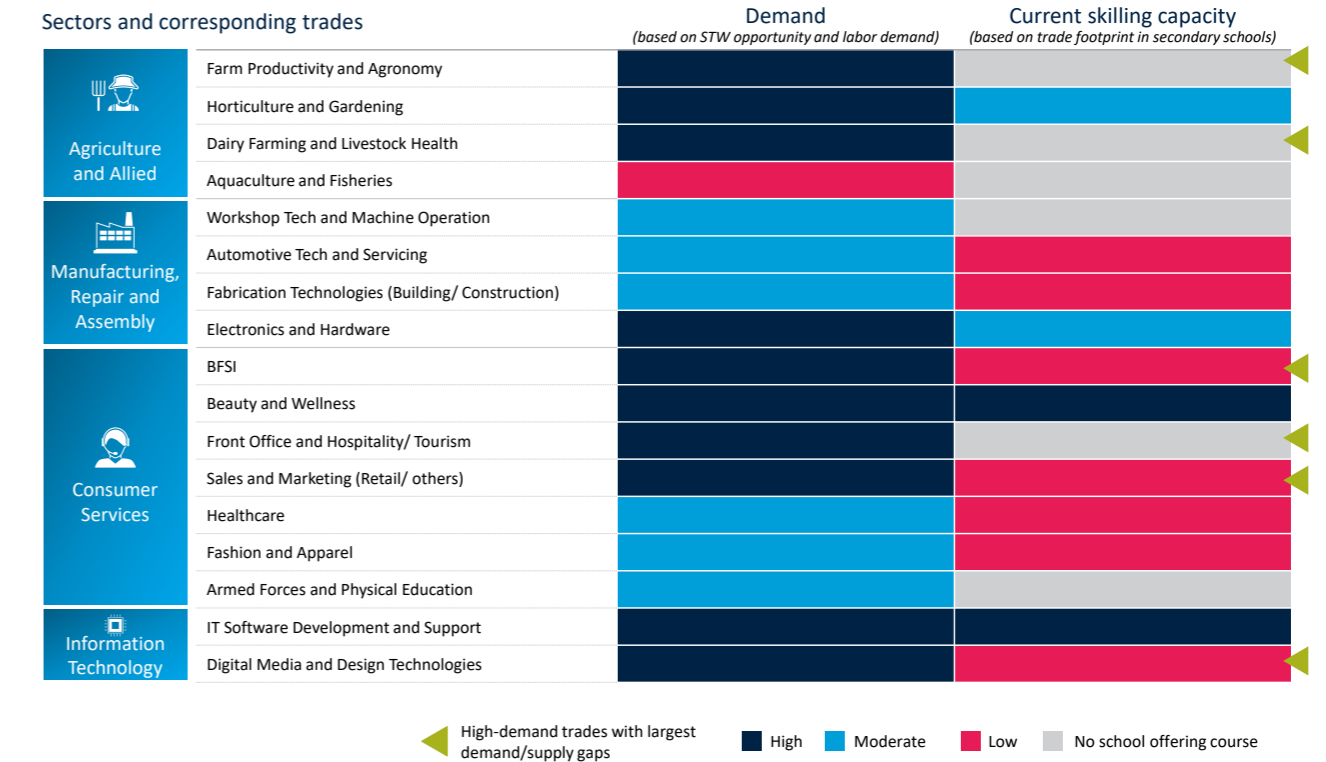 Sectors and corresponding trades
Demand
(based on STW opportunity and labor demand)
Current skilling capacity
(based on trade footprint in secondary schools)
Agriculture
and Allied
Farm Productivity and Agronomy
Horticulture and Gardening
Dairy Farming and Livestock Health
Aquaculture and Fisheries
Manufacturing,
Repair and
Assembly
Workshop Tech and Machine Operation
Automotive Tech and Servicing
Fabrication Technologies (Building/ Construction)
Electronics and Hardware
Consumer
Services
BFSI
Beauty and Wellness
Front Office and Hospitality/ Tourism
Sales and Marketing (Retail/ others)
Healthcare
Fashion and Apparel
Armed Forces and Physical Education
Information
Technology
IT Software Development and Support
Digital Media and Design Technologies
High-demand trades with largest
demand/supply gaps
High
Moderate
Low
No school offering course